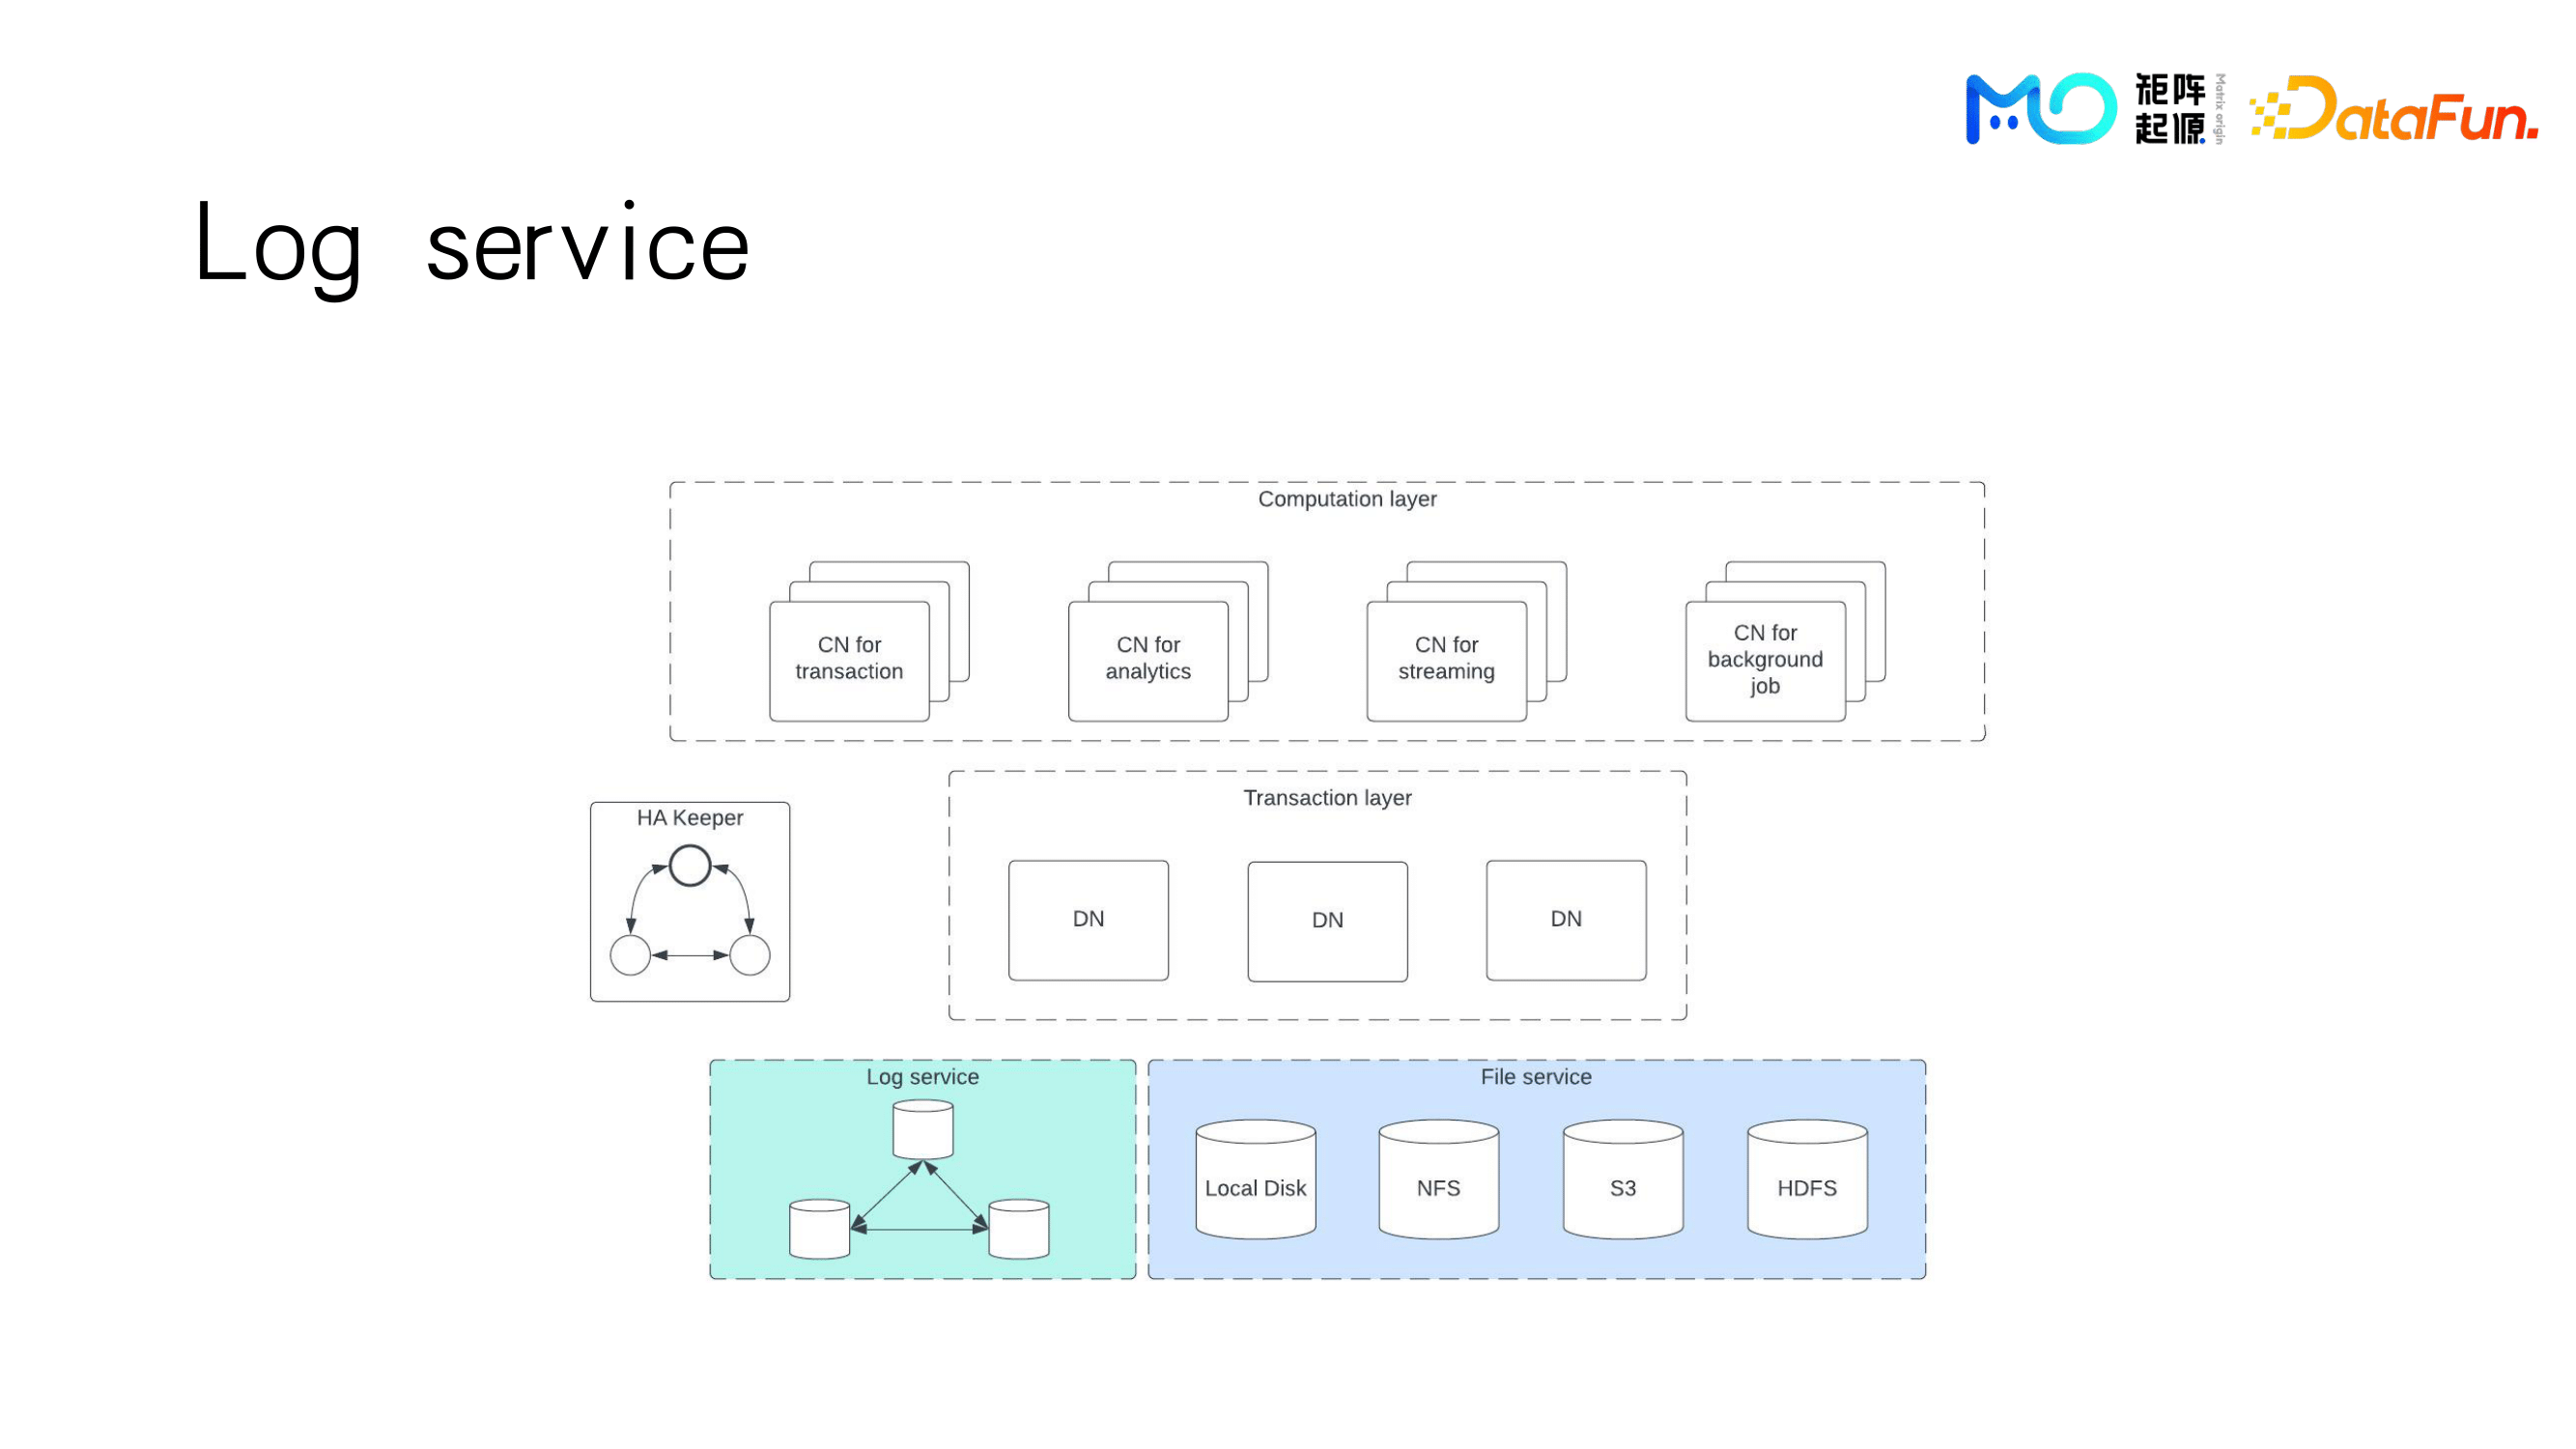 矩阵
起源
Matrix origin
DataFun.
Log service
Computation layer
CN for
transaction
CN for
analytics
CN for
streaming
CN for
background
job
HA Keeper
Transaction layer
DN
DN
DN
Log service
File service
Local Disk
NFS
S3
HDFS